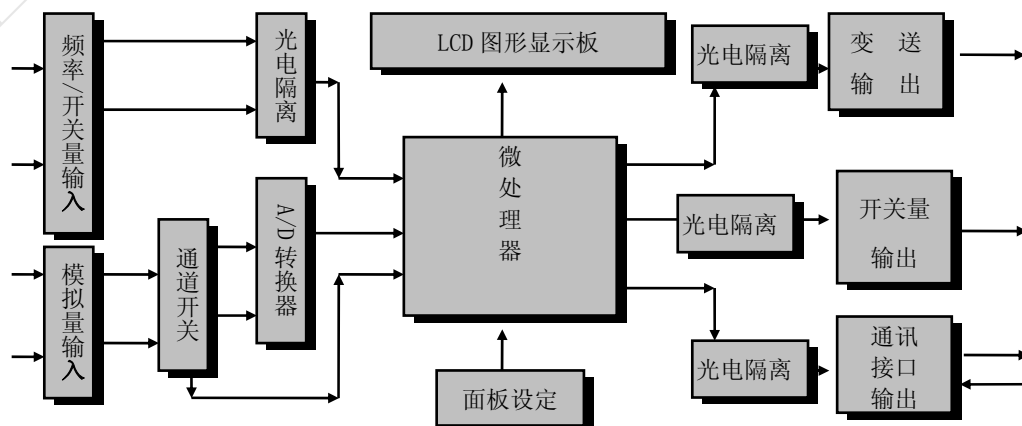 频率/开关量输入
光电隔离
LCD 图形显示板
光电隔离
变 送
输 出
微处理器
模拟量输入
通道开关
A/D转换器
光电隔离
开关量
输出
面板设定
光电隔离
通讯
接口
输出